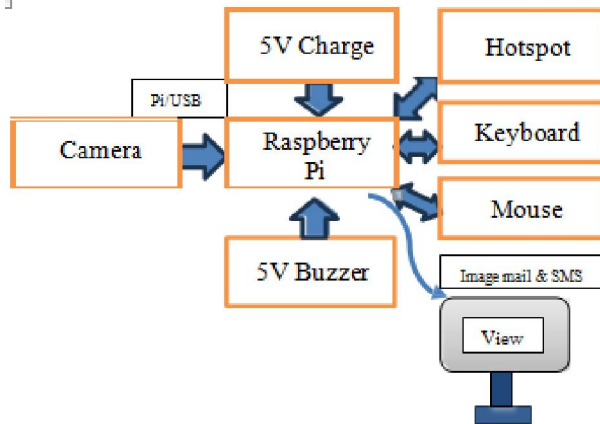 5V Charge
Hotspot
Pi/USB
Camera
Raspberry
Pi
Keyboard
Mouse
5V Buzzer
Image mail & SMS
View